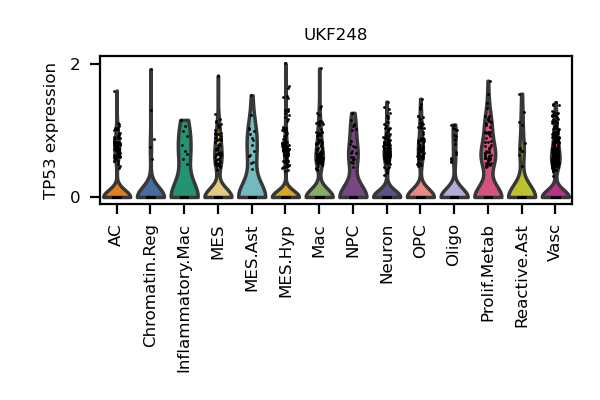 UKF248
TP53 expression
2
0
AC
Chromatin.Reg
Inflammatory.Mac
MES
MES.Ast
MES.Hyp
Mac
NPC
Neuron
OPC
Oligo
Prolif.Metab
Reactive.Ast
Vasc